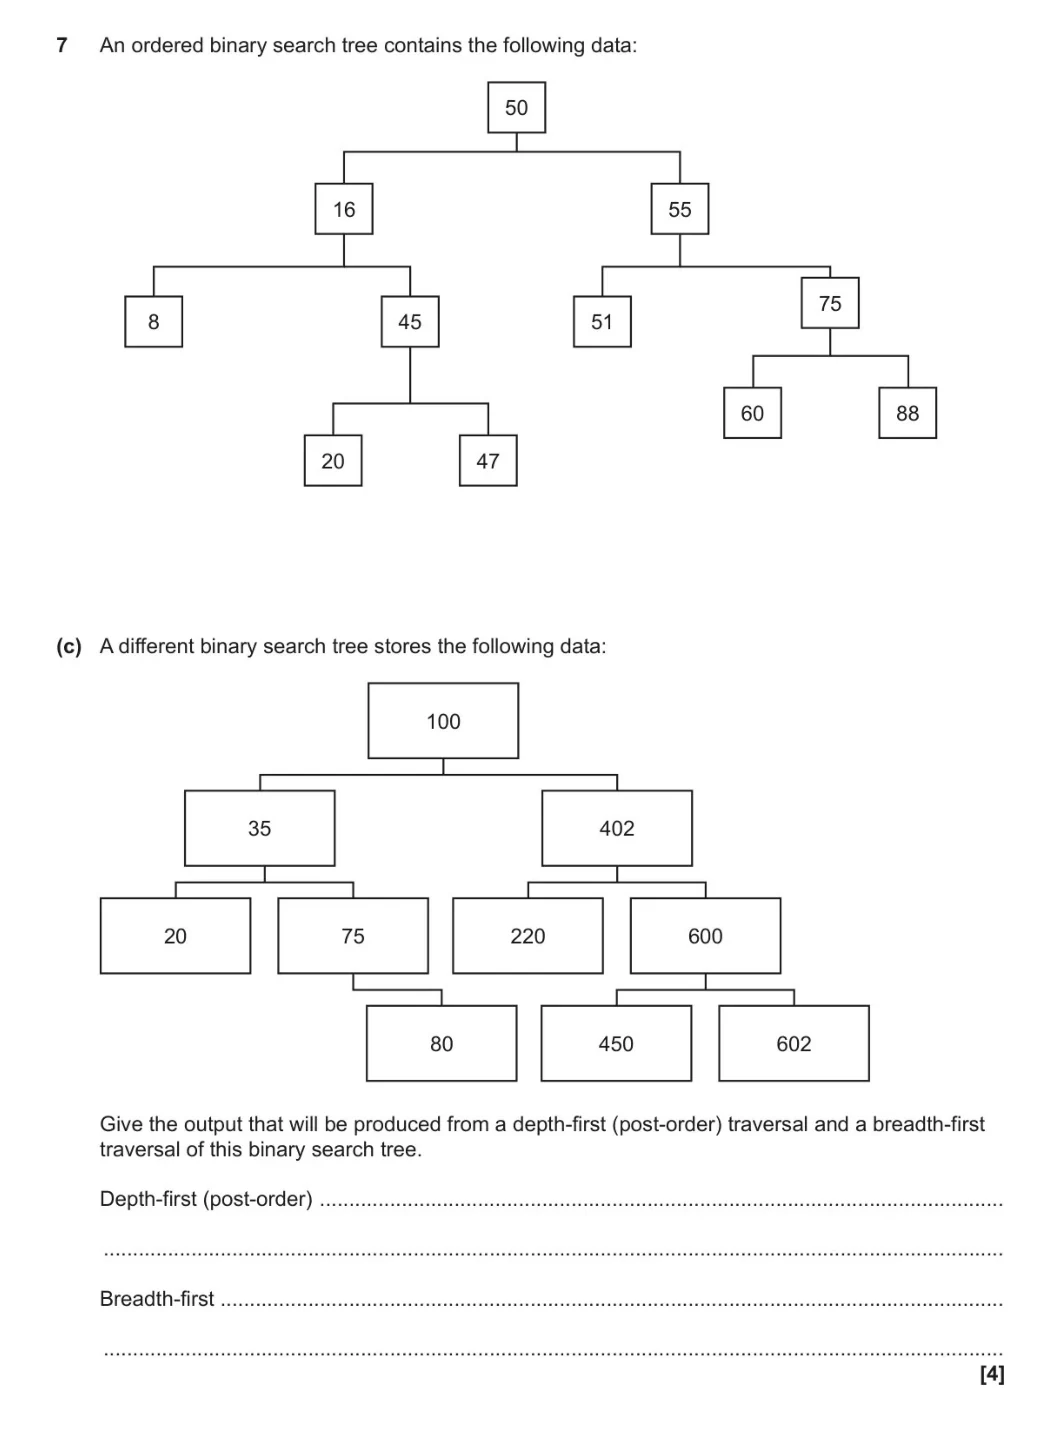 7 An ordered binary search tree contains the following data:
50
16 55
8 45 51 75
60 88
20 47
(c) A different binary search tree stores the following data:
100
35 402
20 75 220 600
80 450 602
Give the output that will be produced from a depth-first (post-order) traversal and a breadth-first
traversal of this binary search tree.
Depth-first (post-order) ....................................................................................................................
.........................................................................................................................................................
Breadth-first .....................................................................................................................................
.........................................................................................................................................................
[4]